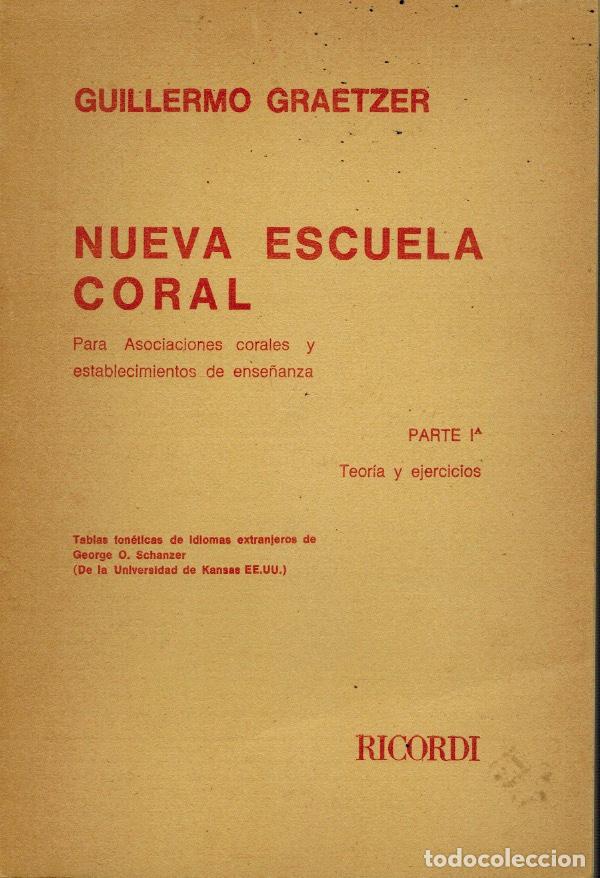 GUILLERMO GRAETZER
NUEVA ESCUELA
CORAL
Para Asociaciones corales y
establecimientos de enseñanza
PARTE Iᴬ
Teoría y ejercicios
Tablas fonéticas de idiomas extranjeros de
George O. Schanzer
(De la Universidad de Kansas EE.UU.)
RICORDI
todocoleccion